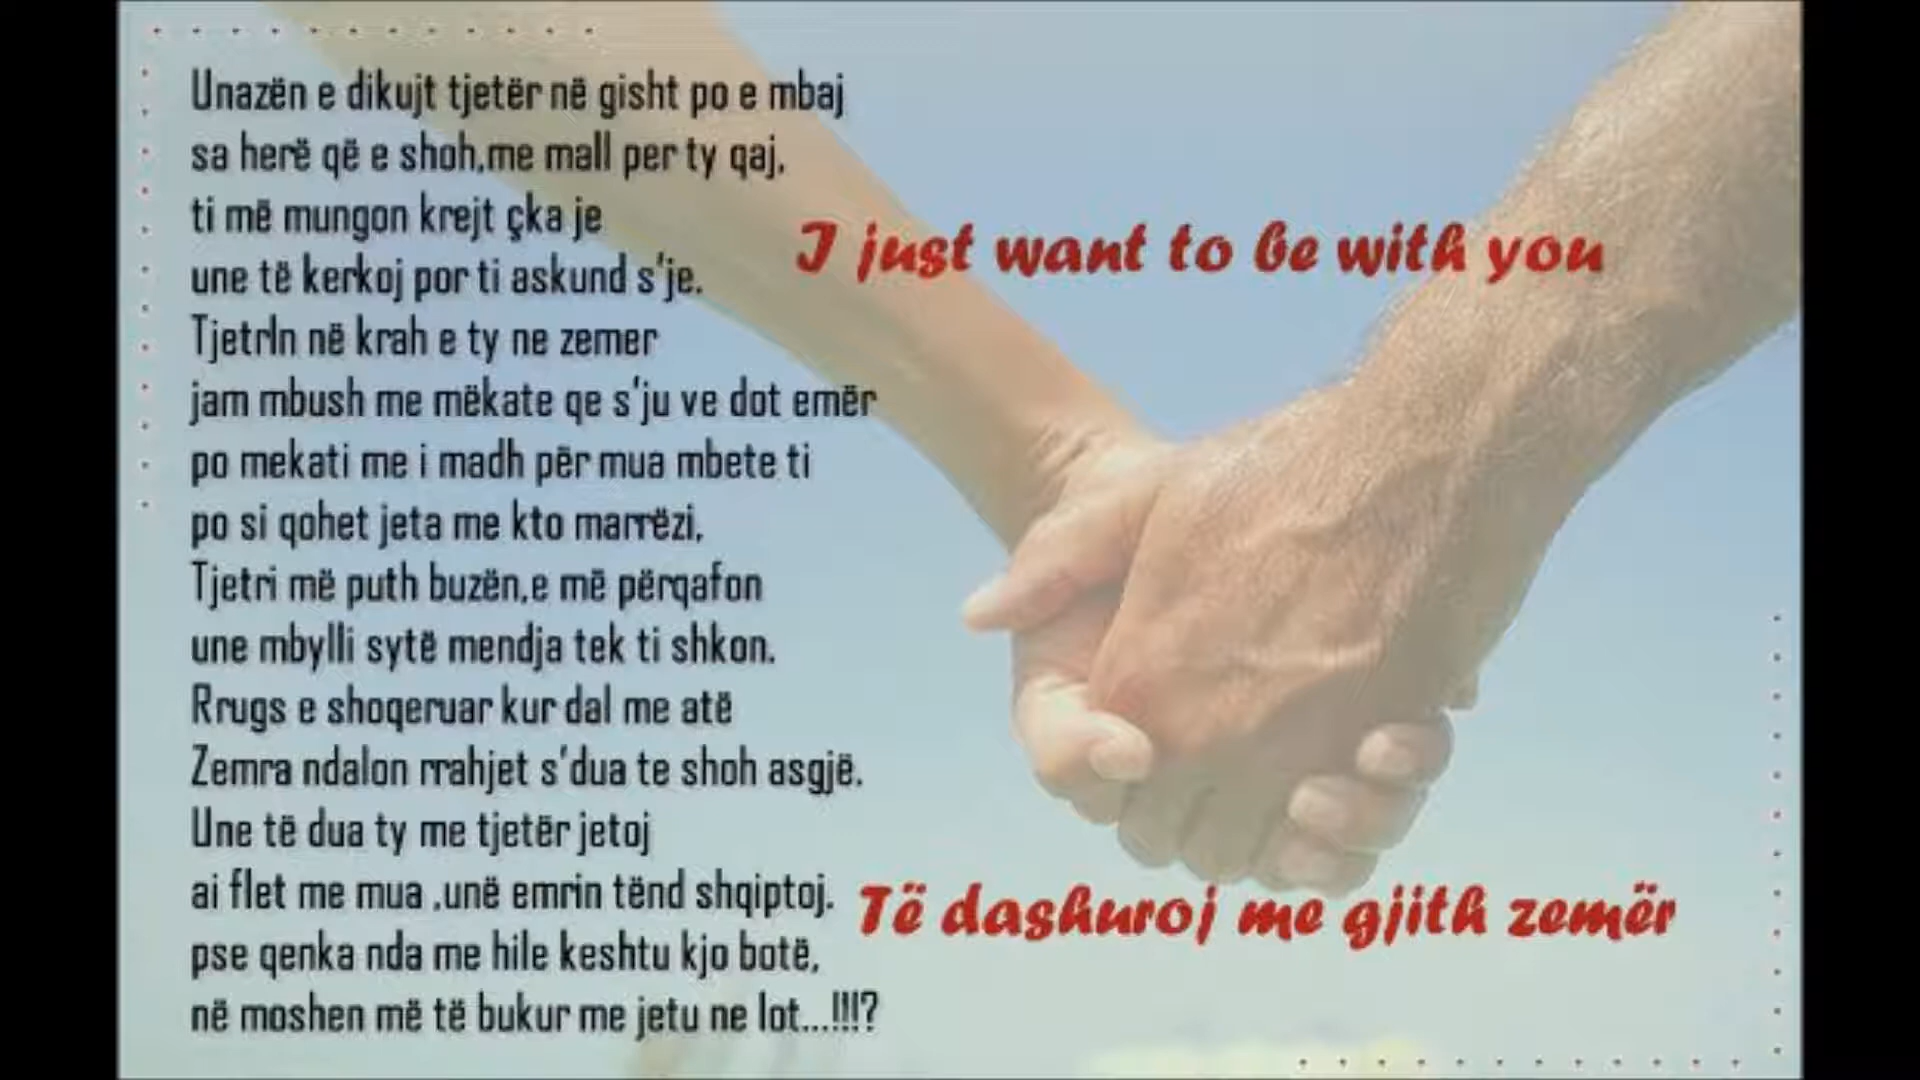 Unazën e dikujt tjetër në gisht po e mbaj
sa herë që e shoh,me mall per ty qaj,
ti më mungon krejt çka je
une të kerkoj por ti askund s'je.
TjetrIn në krah e ty ne zemer
jam mbush me mëkate qe s'ju ve dot emër
po mekati me i madh për mua mbete ti
po si qohet jeta me kto marrëzi,
Tjetri më puth buzën,e më përqafon
une mbylli sytë mendja tek ti shkon.
Rrugs e shoqeruar kur dal me atë
Zemra ndalon rrahjet s'dua te shoh asgjë.
Une të dua ty me tjetër jetoj
ai flet me mua ,unë emrin tënd shqiptoj.
pse qenka nda me hile keshtu kjo botë,
në moshen më të bukur me jetu ne lot...!!!?
I just want to be with you
Të dashuroj me gjith zemër